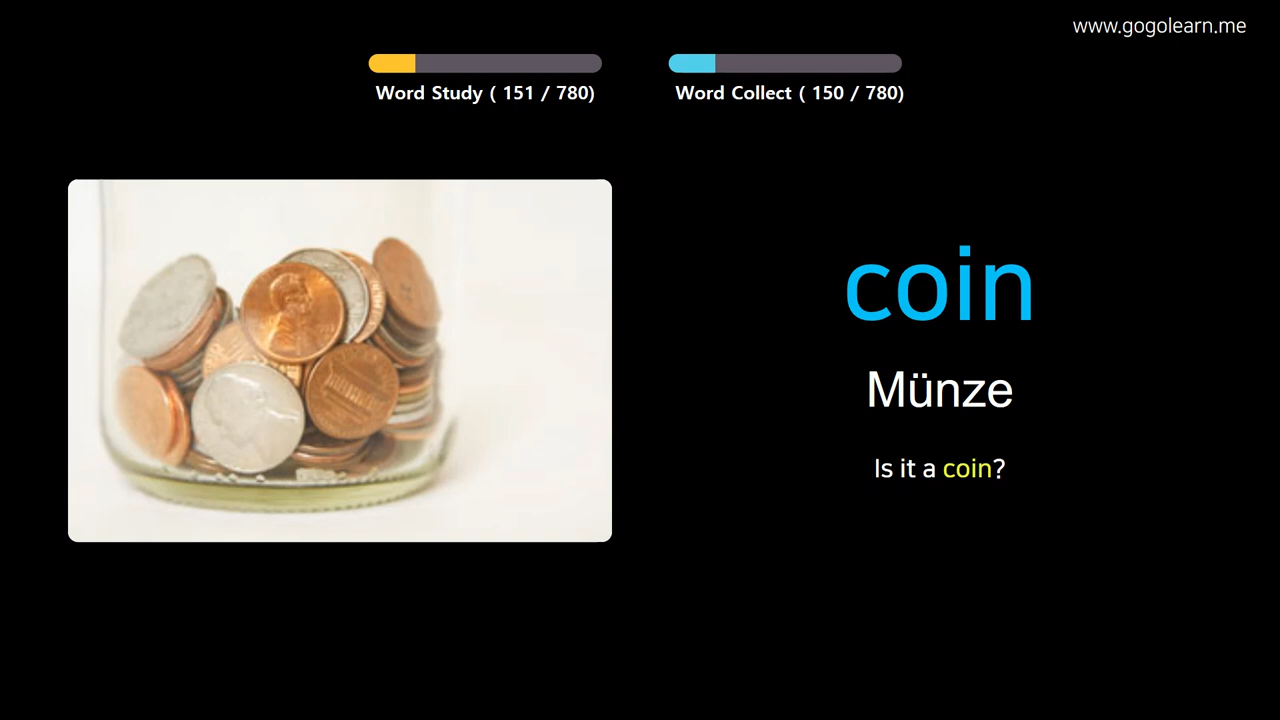 www.gogolearn.me
Word Study ( 151 / 780)
Word Collect ( 150 / 780)
coin
Münze
Is it a coin?